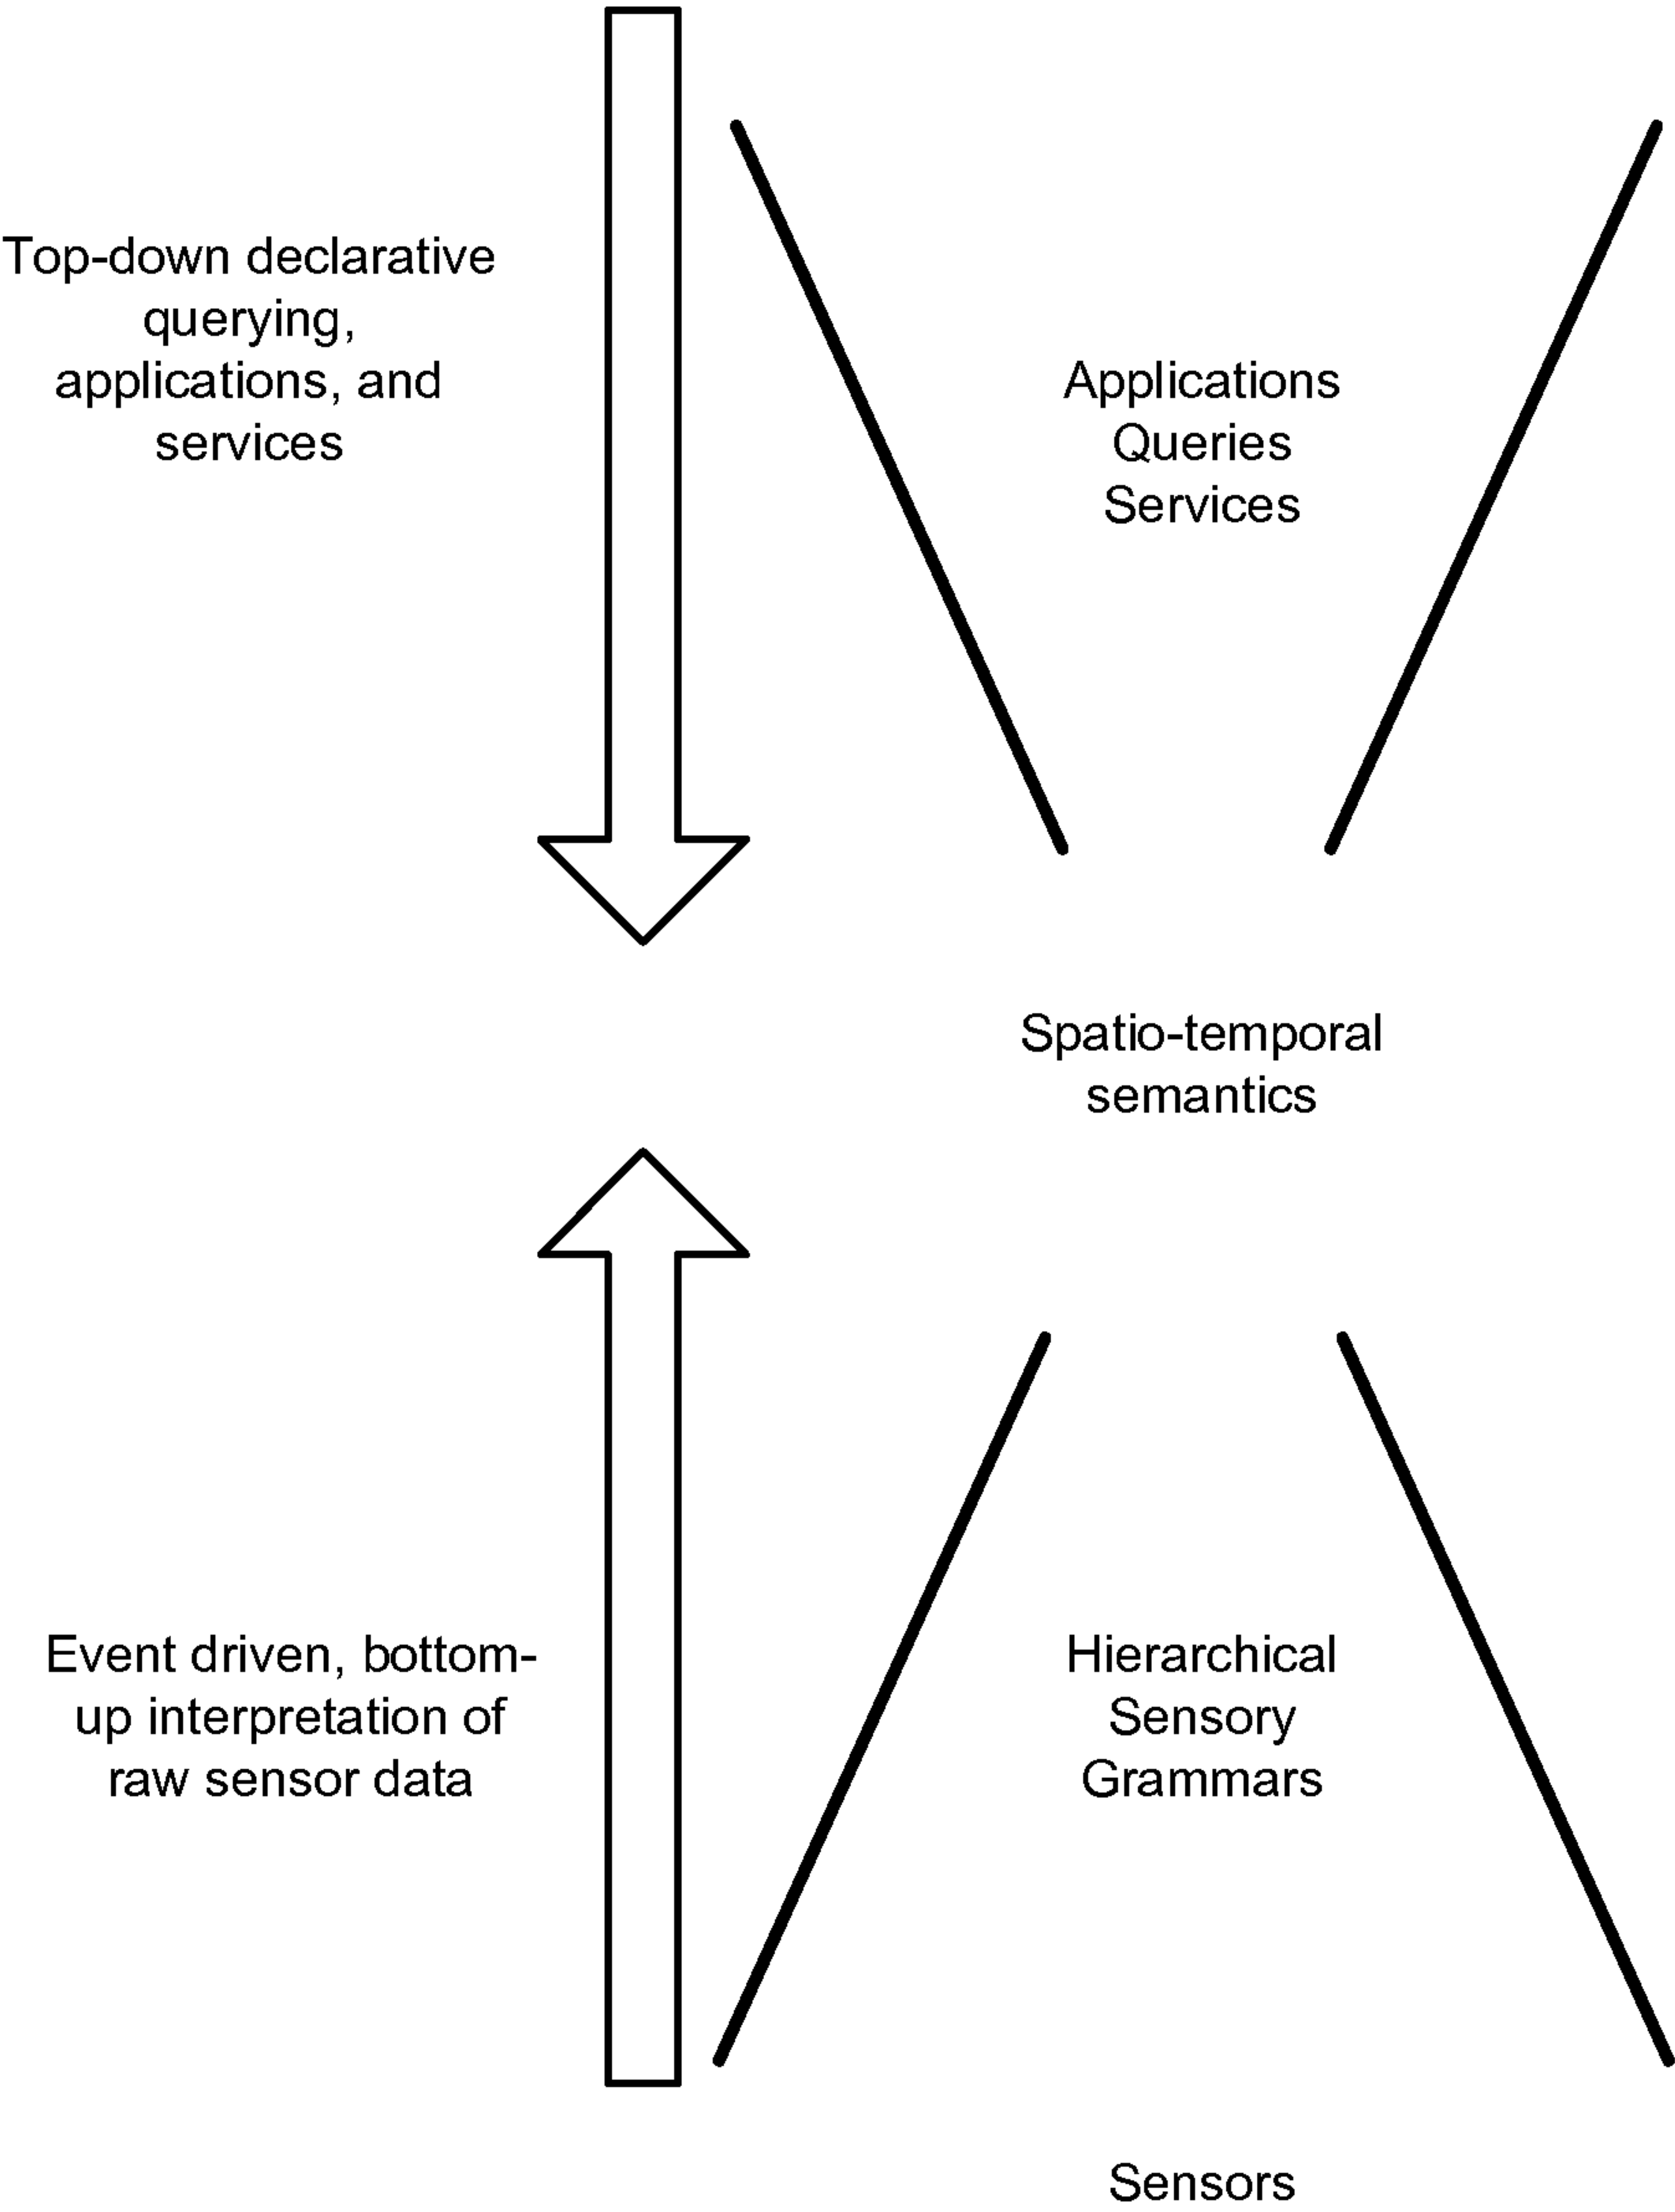 Top-down declarative
querying,
applications, and
services
Applications
Queries
Services
Spatio-temporal
semantics
Event driven, bottom-
up interpretation of
raw sensor data
Hierarchical
Sensory
Grammars
Sensors